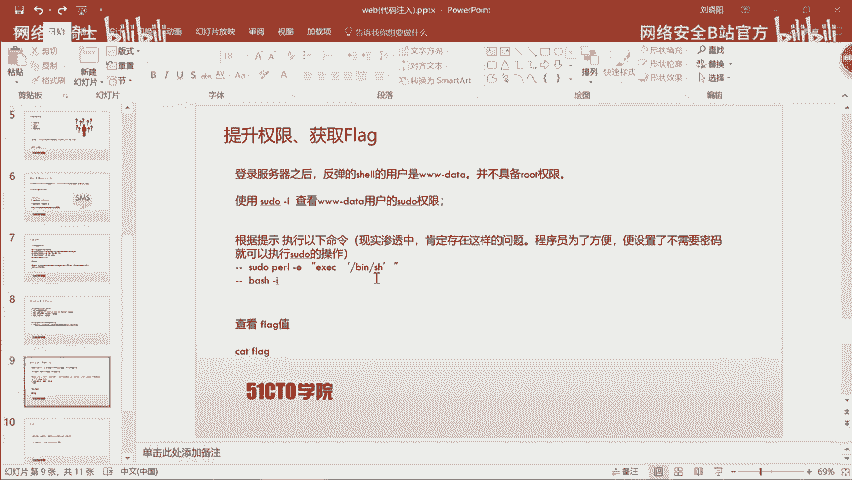 web(代码注入).pptx - PowerPoint
刘晓阳
网络安全B站官方 bilibili
bilibili
骑士
幻灯片放映 审阅 视图 加载项 告诉我你想要做什么
粘贴
剪切
复制
格式刷
剪贴板
新建
幻灯片
版式
重置
节
幻灯片
18
B I U S abc AV Aa
字体
文字方向
对齐文本
转换为 SmartArt
段落
排列
快速样式
形状填充
形状轮廓
形状效果
绘图
查找
替换
选择
编辑
5
6
7
8
9
10
SMS
提升权限、获取Flag
登录服务器之后，反弹的shell的用户是www-data。并不具备root权限。
使用 sudo -l 查看www-data用户的sudo权限；
根据提示 执行以下命令（现实渗透中，肯定存在这样的问题。程序员为了方便，便设置了不需要密码
就可以执行sudo的操作）
-- sudo perl -e “exec ‘/bin/sh’ ”
-- bash -i
查看 flag值
cat flag
51CTO学院
单击此处添加备注
幻灯片 第 9 张，共 11 张 中文(中国)
备注
69%